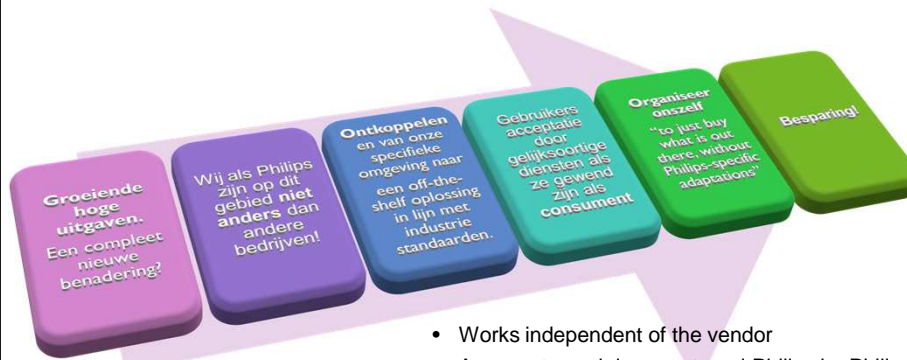 Groeiende
hoge
uitgaven.
Een compleet
nieuwe
benadering?
Wij als Philips
zijn op dit
gebied niet
anders dan
andere
bedrijven!
Ontkoppelen
en van onze
specifieke
omgeving naar
een off-the-
shelf oplossing
in lijn met
industrie
standaarden.
Gebruikers
acceptatie
door
gelijksoortige
diensten als
ze gewend
zijn als
consument
Organiseer
onszelf
"to just buy
what is out
there, without
Philips-specific
adaptations"
Besparing!
• Works independent of the vendor